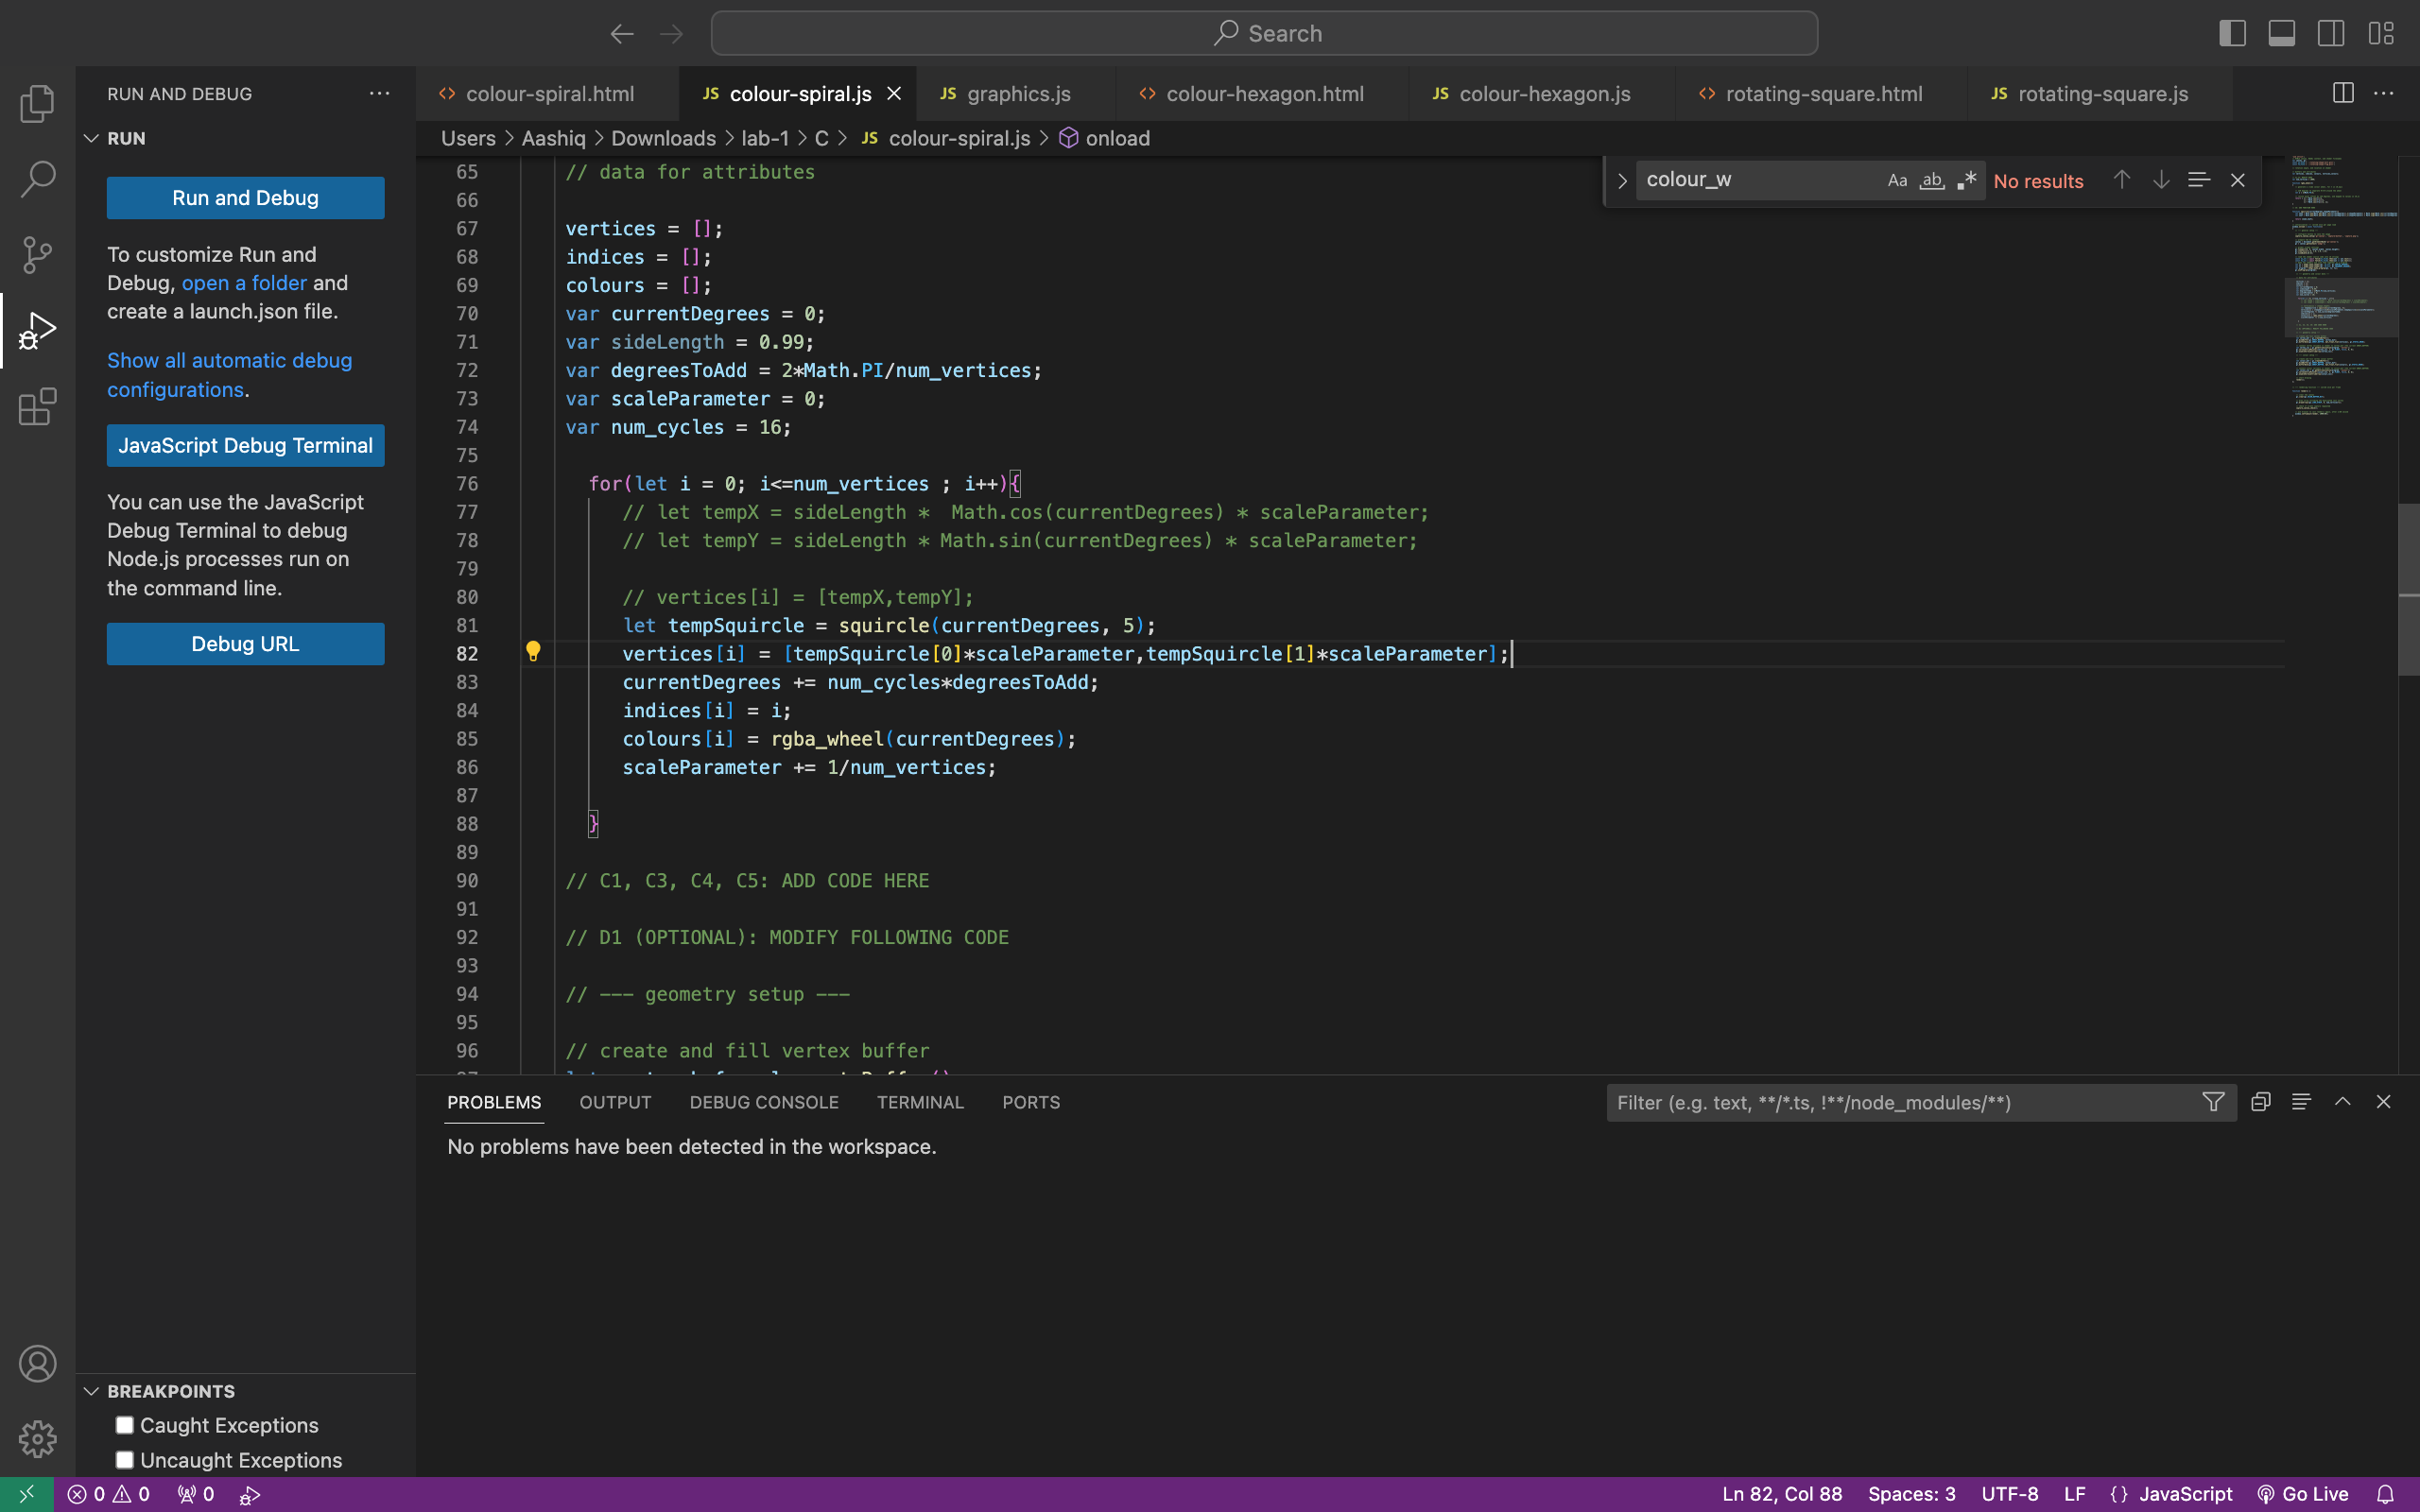 Search
RUN AND DEBUG ···
RUN
Run and Debug
To customize Run and
Debug, open a folder and
create a launch.json file.
Show all automatic debug
configurations.
JavaScript Debug Terminal
You can use the JavaScript
Debug Terminal to debug
Node.js processes run on
the command line.
Debug URL
BREAKPOINTS
Caught Exceptions
Uncaught Exceptions
<> colour-spiral.html JS colour-spiral.js JS graphics.js <> colour-hexagon.html JS colour-hexagon.js <> rotating-square.html JS rotating-square.js ···
Users > Aashiq > Downloads > lab-1 > C > JS colour-spiral.js > onload
colour_w Aa ab .* No results
65 // data for attributes
66
67 vertices = [];
68 indices = [];
69 colours = [];
70 var currentDegrees = 0;
71 var sideLength = 0.99;
72 var degreesToAdd = 2*Math.PI/num_vertices;
73 var scaleParameter = 0;
74 var num_cycles = 16;
75
76 for(let i = 0; i<=num_vertices ; i++){
77 // let tempX = sideLength *  Math.cos(currentDegrees) * scaleParameter;
78 // let tempY = sideLength * Math.sin(currentDegrees) * scaleParameter;
79
80 // vertices[i] = [tempX,tempY];
81 let tempSquircle = squircle(currentDegrees, 5);
82 vertices[i] = [tempSquircle[0]*scaleParameter,tempSquircle[1]*scaleParameter];
83 currentDegrees += num_cycles*degreesToAdd;
84 indices[i] = i;
85 colours[i] = rgba_wheel(currentDegrees);
86 scaleParameter += 1/num_vertices;
87
88 }
89
90 // C1, C3, C4, C5: ADD CODE HERE
91
92 // D1 (OPTIONAL): MODIFY FOLLOWING CODE
93
94 // --- geometry setup ---
95
96 // create and fill vertex buffer
PROBLEMS OUTPUT DEBUG CONSOLE TERMINAL PORTS Filter (e.g. text, **/*.ts, !**/node_modules/**)
No problems have been detected in the workspace.
0 0 0 Ln 82, Col 88 Spaces: 3 UTF-8 LF {} JavaScript Go Live